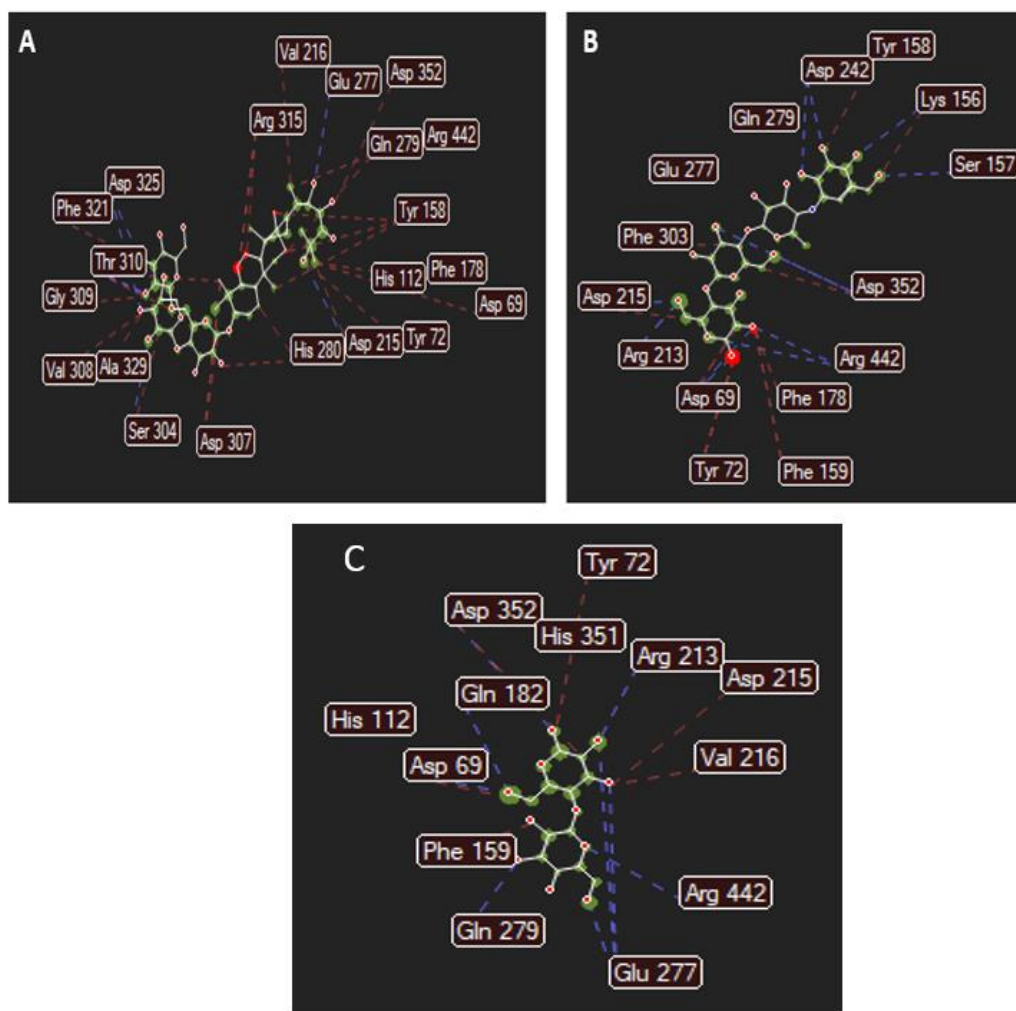 A
Val 216
Glu 277
Asp 352
Arg 315
Gln 279
Arg 442
Asp 325
Phe 321
Tyr 158
Thr 310
His 112
Phe 178
Gly 309
Asp 69
Val 308
Ala 329
His 280
Asp 215
Tyr 72
Ser 304
Asp 307
B
Tyr 158
Asp 242
Lys 156
Gln 279
Glu 277
Ser 157
Phe 303
Asp 352
Asp 215
Arg 213
Arg 442
Asp 69
Phe 178
Tyr 72
Phe 159
C
Tyr 72
Asp 352
His 351
Arg 213
Gln 182
Asp 215
His 112
Asp 69
Val 216
Phe 159
Arg 442
Gln 279
Glu 277